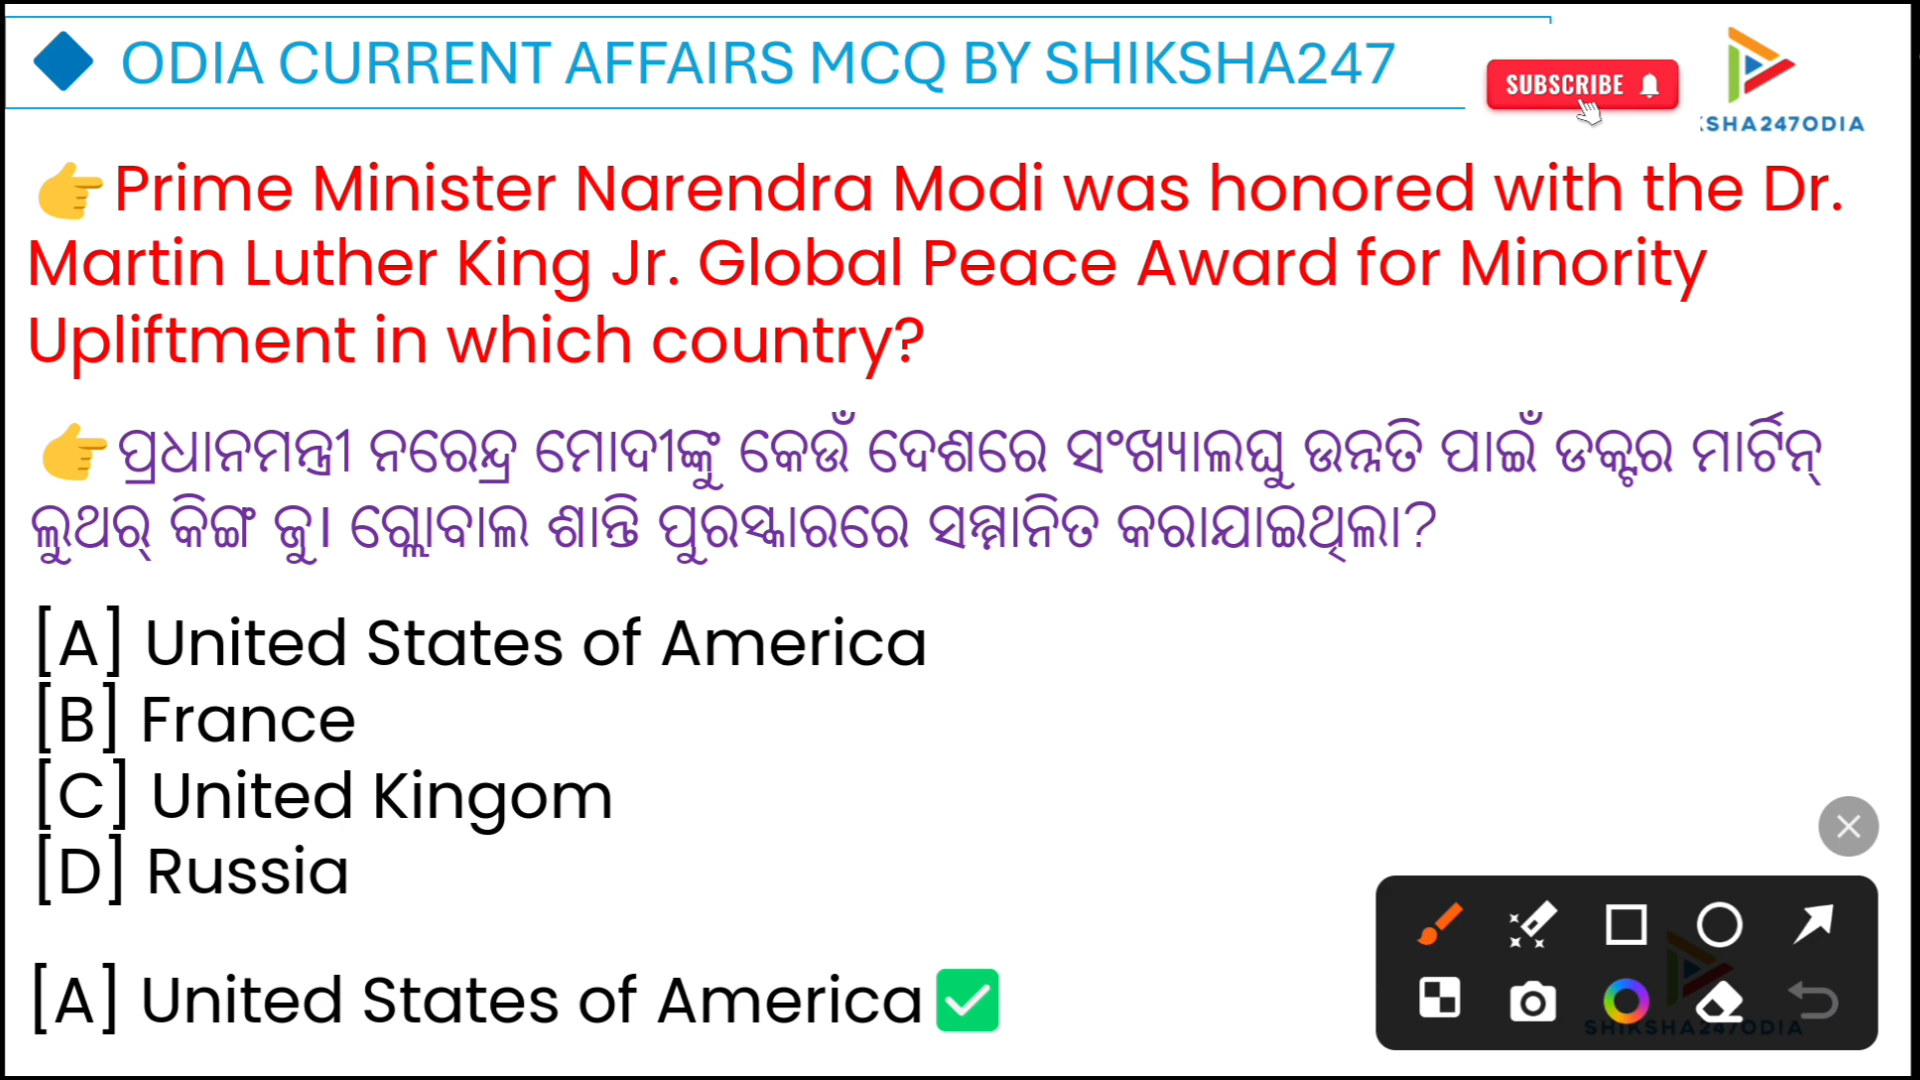 ODIA CURRENT AFFAIRS MCQ BY SHIKSHA247
SUBSCRIBE
SHA247ODIA
Prime Minister Narendra Modi was honored with the Dr.
Martin Luther King Jr. Global Peace Award for Minority
Upliftment in which country?
ପ୍ରଧାନମନ୍ତ୍ରୀ ନରେନ୍ଦ୍ର ମୋଦୀଙ୍କୁ କେଉଁ ଦେଶରେ ସଂଖ୍ୟାଲଘୁ ଉନ୍ନତି ପାଇଁ ଡକ୍ଟର ମାର୍ଟିନ୍
ଲୁଥର୍ କିଙ୍ଗ ଜୁ। ଗ୍ଲୋବାଲ ଶାନ୍ତି ପୁରସ୍କାରରେ ସମ୍ମାନିତ କରାଯାଇଥିଲା?
[A] United States of America
[B] France
[C] United Kingom
[D] Russia
[A] United States of America
SHIKSHA247ODIA